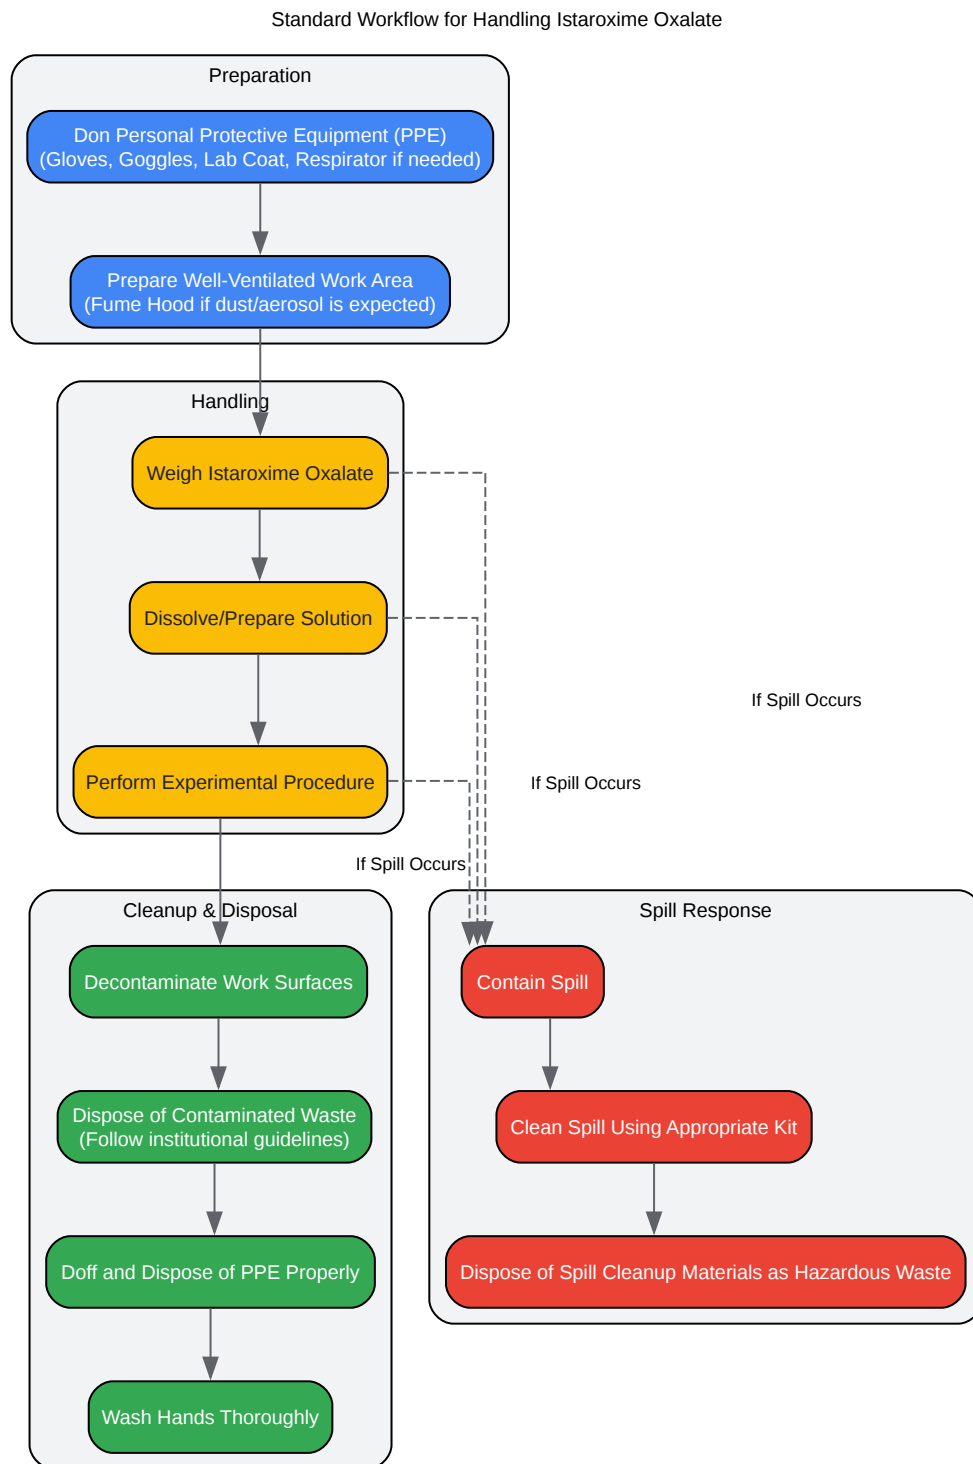 Standard Workflow for Handling Istaroxime Oxalate
Preparation
Don Personal Protective Equipment (PPE)
(Gloves, Goggles, Lab Coat, Respirator if needed)
Prepare Well-Ventilated Work Area
(Fume Hood if dust/aerosol is expected)
Handling
Weigh Istaroxime Oxalate
Dissolve/Prepare Solution
If Spill Occurs
Perform Experimental Procedure
If Spill Occurs
If Spill Occurs
Cleanup & Disposal
Decontaminate Work Surfaces
Dispose of Contaminated Waste
(Follow institutional guidelines)
Doff and Dispose of PPE Properly
Wash Hands Thoroughly
Spill Response
Contain Spill
Clean Spill Using Appropriate Kit
Dispose of Spill Cleanup Materials as Hazardous Waste